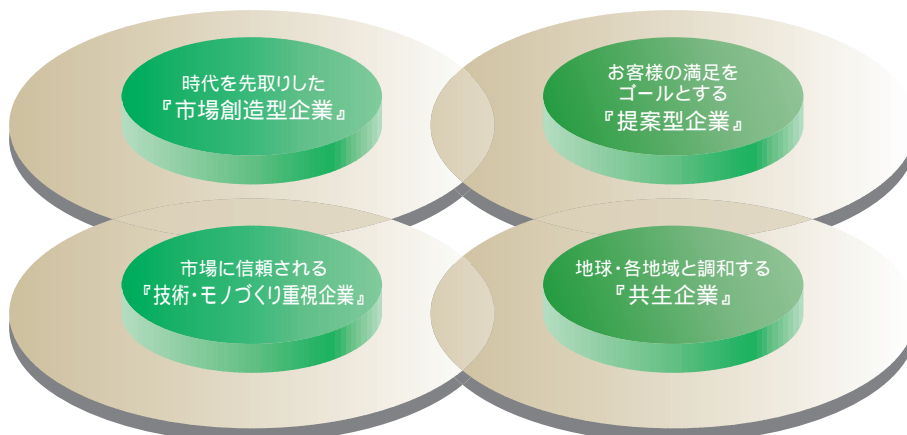 時代を先取りした
『市場創造型企業』
お客様の満足を
ゴールとする
『提案型企業』
市場に信頼される
『技術・モノづくり重視企業』
地球・各地域と調和する
『共生企業』